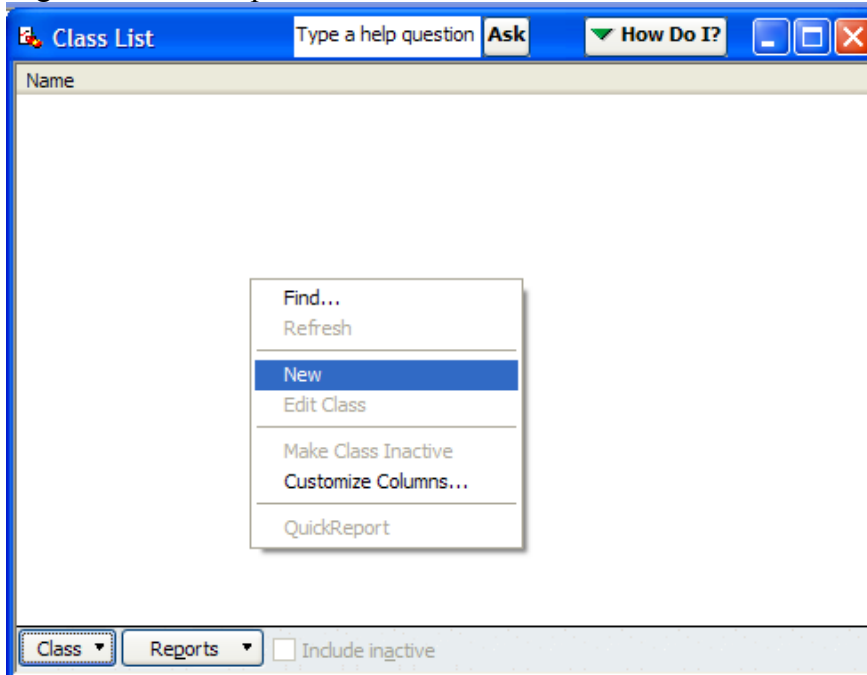 Class List Type a help question Ask How Do I?
Name
Find...
Refresh
New
Edit Class
Make Class Inactive
Customize Columns...
QuickReport
Class Reports Include inactive